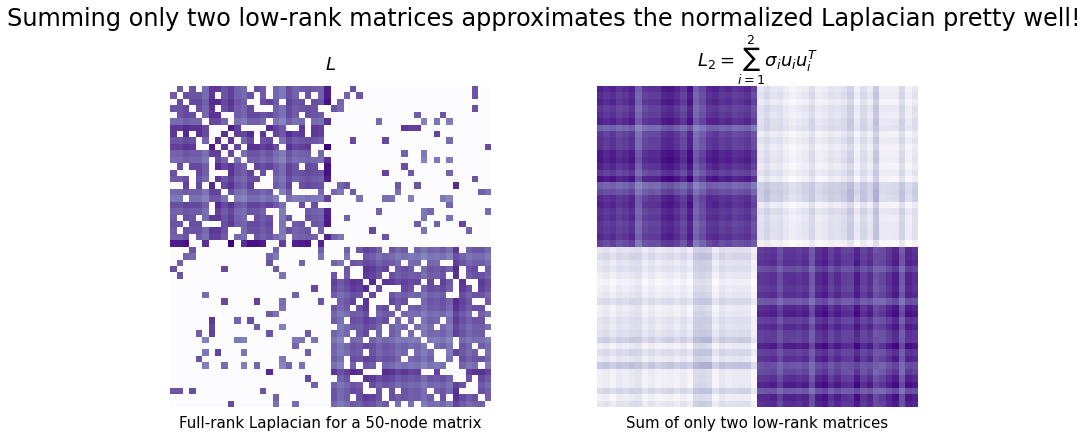 Summing only two low-rank matrices approximates the normalized Laplacian pretty well!
L
L₂ = ∑_{i=1}^{2} σᵢuᵢuᵢᵀ
Full-rank Laplacian for a 50-node matrix
Sum of only two low-rank matrices